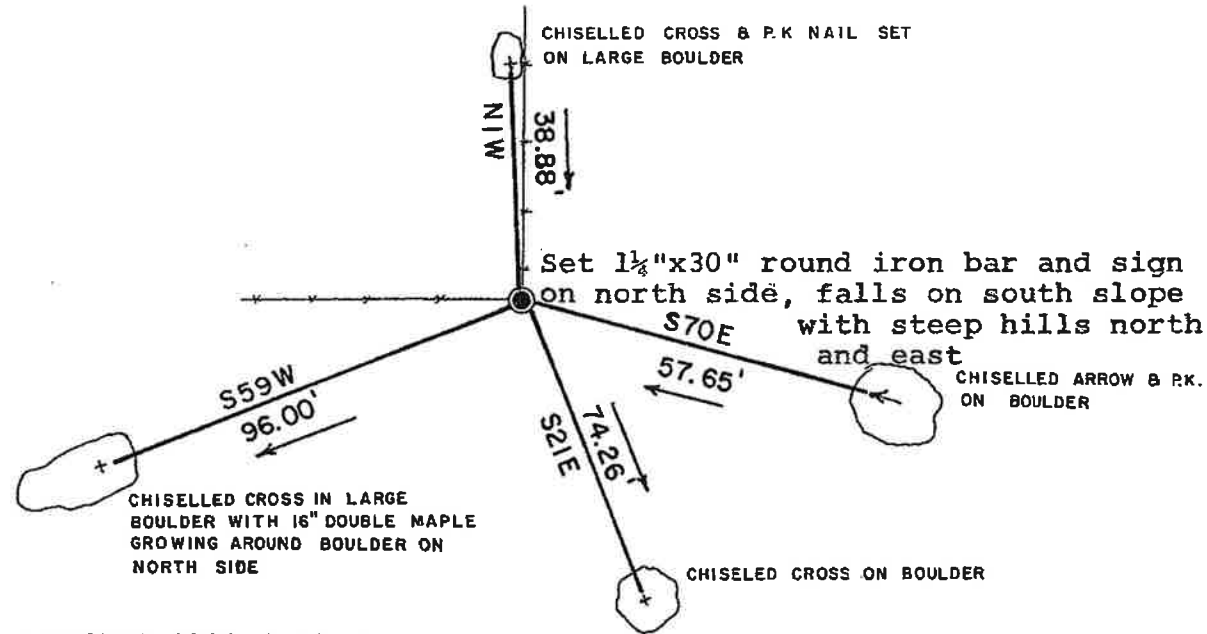 CHISELLED CROSS & P.K NAIL SET
ON LARGE BOULDER
N1W
38.88'
Set 1¼"x30" round iron bar and sign
on north side, falls on south slope
with steep hills north
and east
S70E
57.65'
CHISELLED ARROW & P.K.
ON BOULDER
S59W
96.00'
S21E
74.26'
CHISELLED CROSS IN LARGE
BOULDER WITH 16" DOUBLE MAPLE
GROWING AROUND BOULDER ON
NORTH SIDE
CHISELED CROSS ON BOULDER